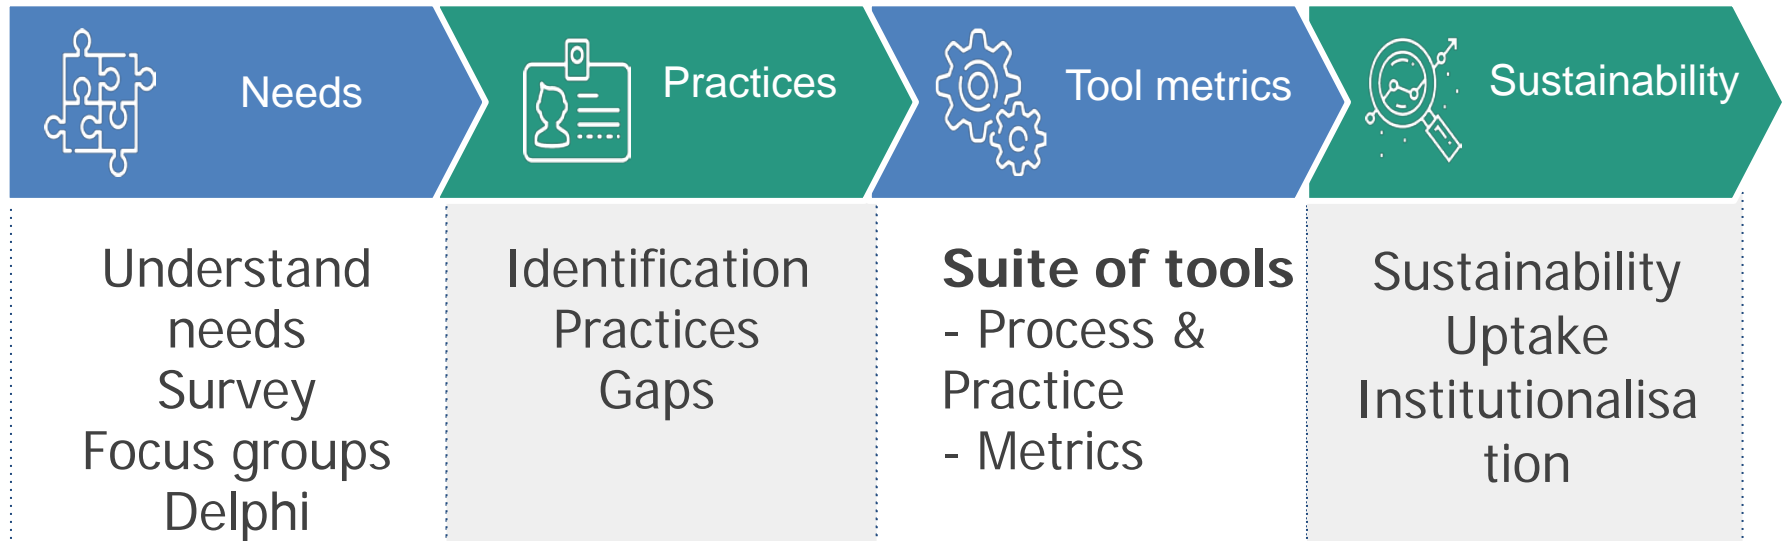 Needs
Practices
Tool metrics
Sustainability
Understand
needs
Survey
Focus groups
Delphi
Identification
Practices
Gaps
Suite of tools
- Process &
Practice
- Metrics
Sustainability
Uptake
Institutionalisa
tion